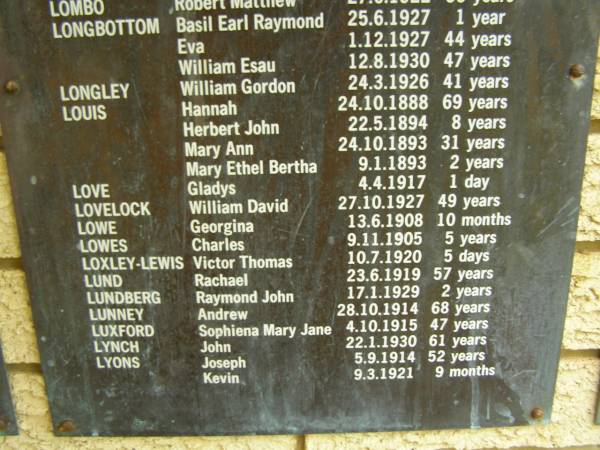 LOMBO Robert Matthew
LONGBOTTOM Basil Earl Raymond 25.6.1927 1 year
Eva 1.12.1927 44 years
William Esau 12.8.1930 47 years
LONGLEY William Gordon 24.3.1926 41 years
LOUIS Hannah 24.10.1888 69 years
Herbert John 22.5.1894 8 years
Mary Ann 24.10.1893 31 years
Mary Ethel Bertha 9.1.1893 2 years
LOVE Gladys 4.4.1917 1 day
LOVELOCK William David 27.10.1927 49 years
LOWE Georgina 13.6.1908 10 months
LOWES Charles 9.11.1905 5 years
LOXLEY-LEWIS Victor Thomas 10.7.1920 5 days
LUND Rachael 23.6.1919 57 years
LUNDBERG Raymond John 17.1.1929 2 years
LUNNEY Andrew 28.10.1914 68 years
LUXFORD Sophiena Mary Jane 4.10.1915 47 years
LYNCH John 22.1.1930 61 years
LYONS Joseph 5.9.1914 52 years
Kevin 9.3.1921 9 months